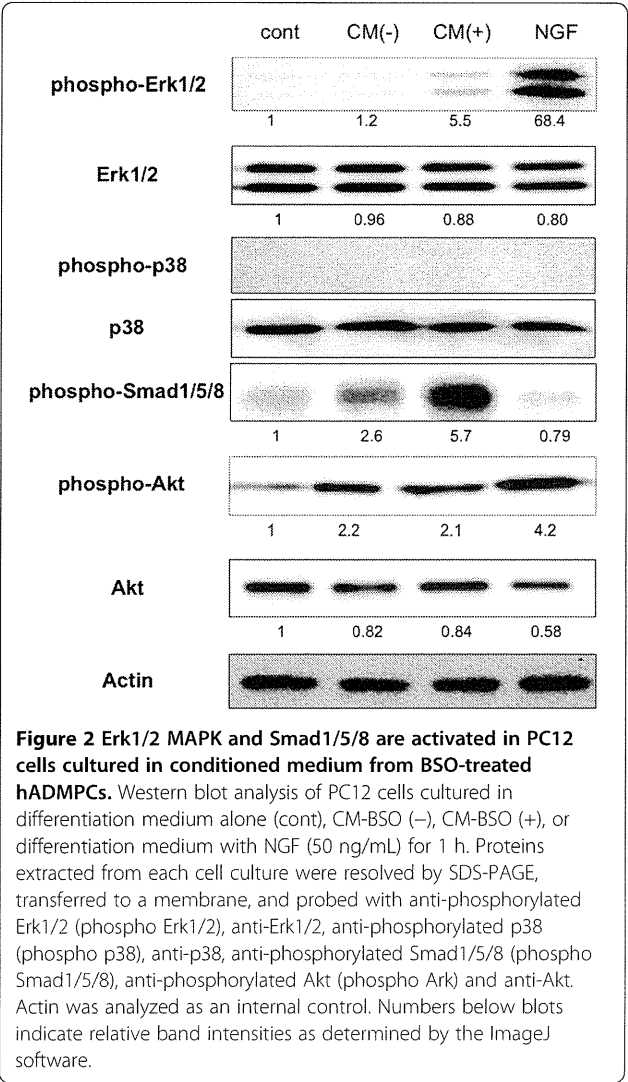 cont CM(-) CM(+) NGF
phospho-Erk1/2
1 1.2 5.5 68.4
Erk1/2
1 0.96 0.88 0.80
phospho-p38
p38
phospho-Smad1/5/8
1 2.6 5.7 0.79
phospho-Akt
1 2.2 2.1 4.2
Akt
1 0.82 0.84 0.58
Actin
Figure 2 Erk1/2 MAPK and Smad1/5/8 are activated in PC12
cells cultured in conditioned medium from BSO-treated
hADMPCs. Western blot analysis of PC12 cells cultured in
differentiation medium alone (cont), CM-BSO (−), CM-BSO (+), or
differentiation medium with NGF (50 ng/mL) for 1 h. Proteins
extracted from each cell culture were resolved by SDS-PAGE,
transferred to a membrane, and probed with anti-phosphorylated
Erk1/2 (phospho Erk1/2), anti-Erk1/2, anti-phosphorylated p38
(phospho p38), anti-p38, anti-phosphorylated Smad1/5/8 (phospho
Smad1/5/8), anti-phosphorylated Akt (phospho Ark) and anti-Akt.
Actin was analyzed as an internal control. Numbers below blots
indicate relative band intensities as determined by the ImageJ
software.